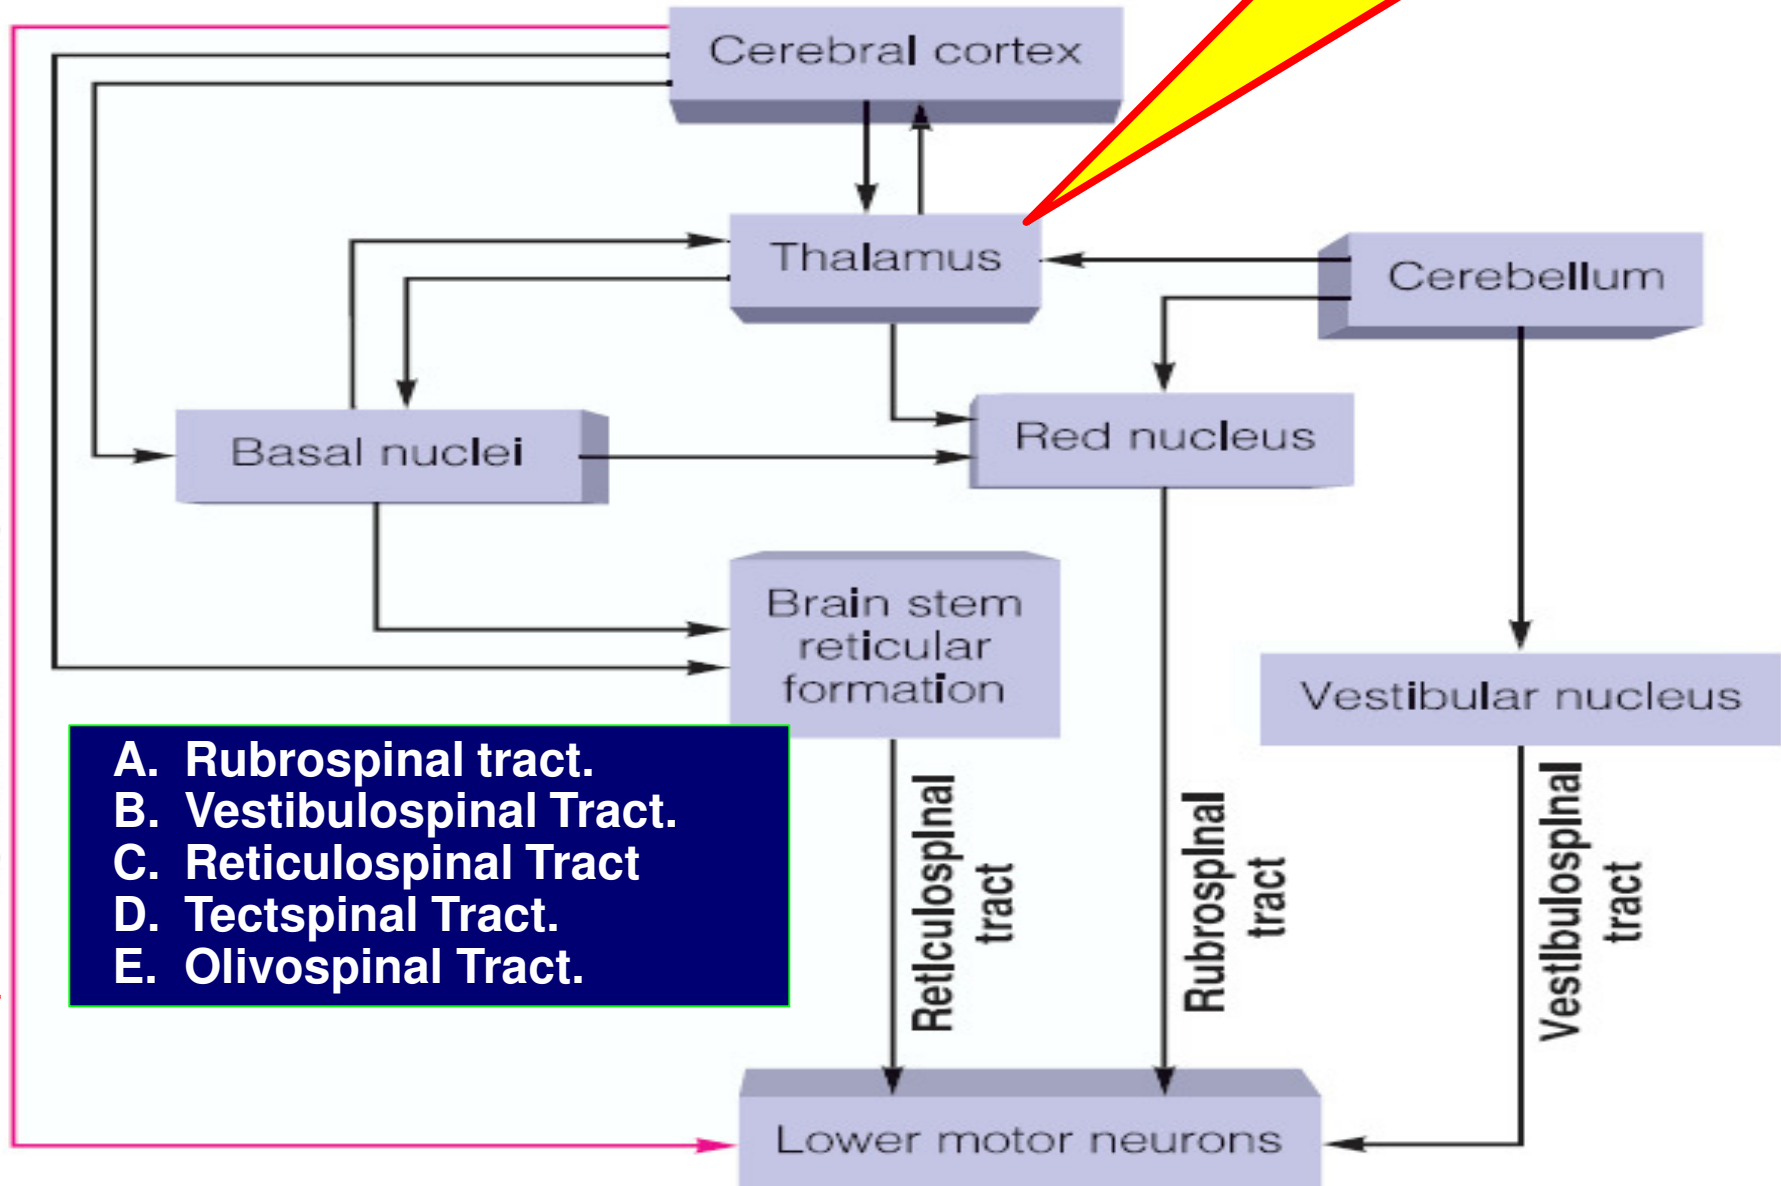 Cerebral cortex
Thalamus
Cerebellum
Basal nuclei
Red nucleus
Brain stem
reticular
formation
Vestibular nucleus
A. Rubrospinal tract.
B. Vestibulospinal Tract.
C. Reticulospinal Tract
D. Tectspinal Tract.
E. Olivospinal Tract.
Reticulospinal
tract
Rubrospinal
tract
Vestibulospinal
tract
Lower motor neurons